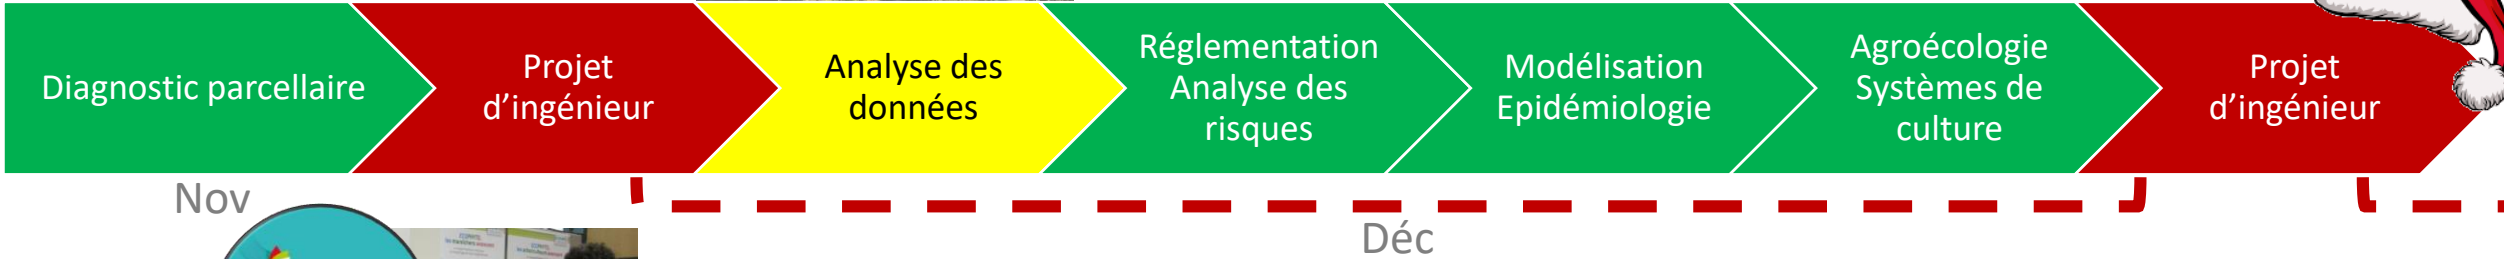 Diagnostic parcellaire
Projet
d’ingénieur
Analyse des
données
Réglementation
Analyse des
risques
Modélisation
Epidémiologie
Agroécologie
Systèmes de
culture
Projet
d’ingénieur
Nov
Déc